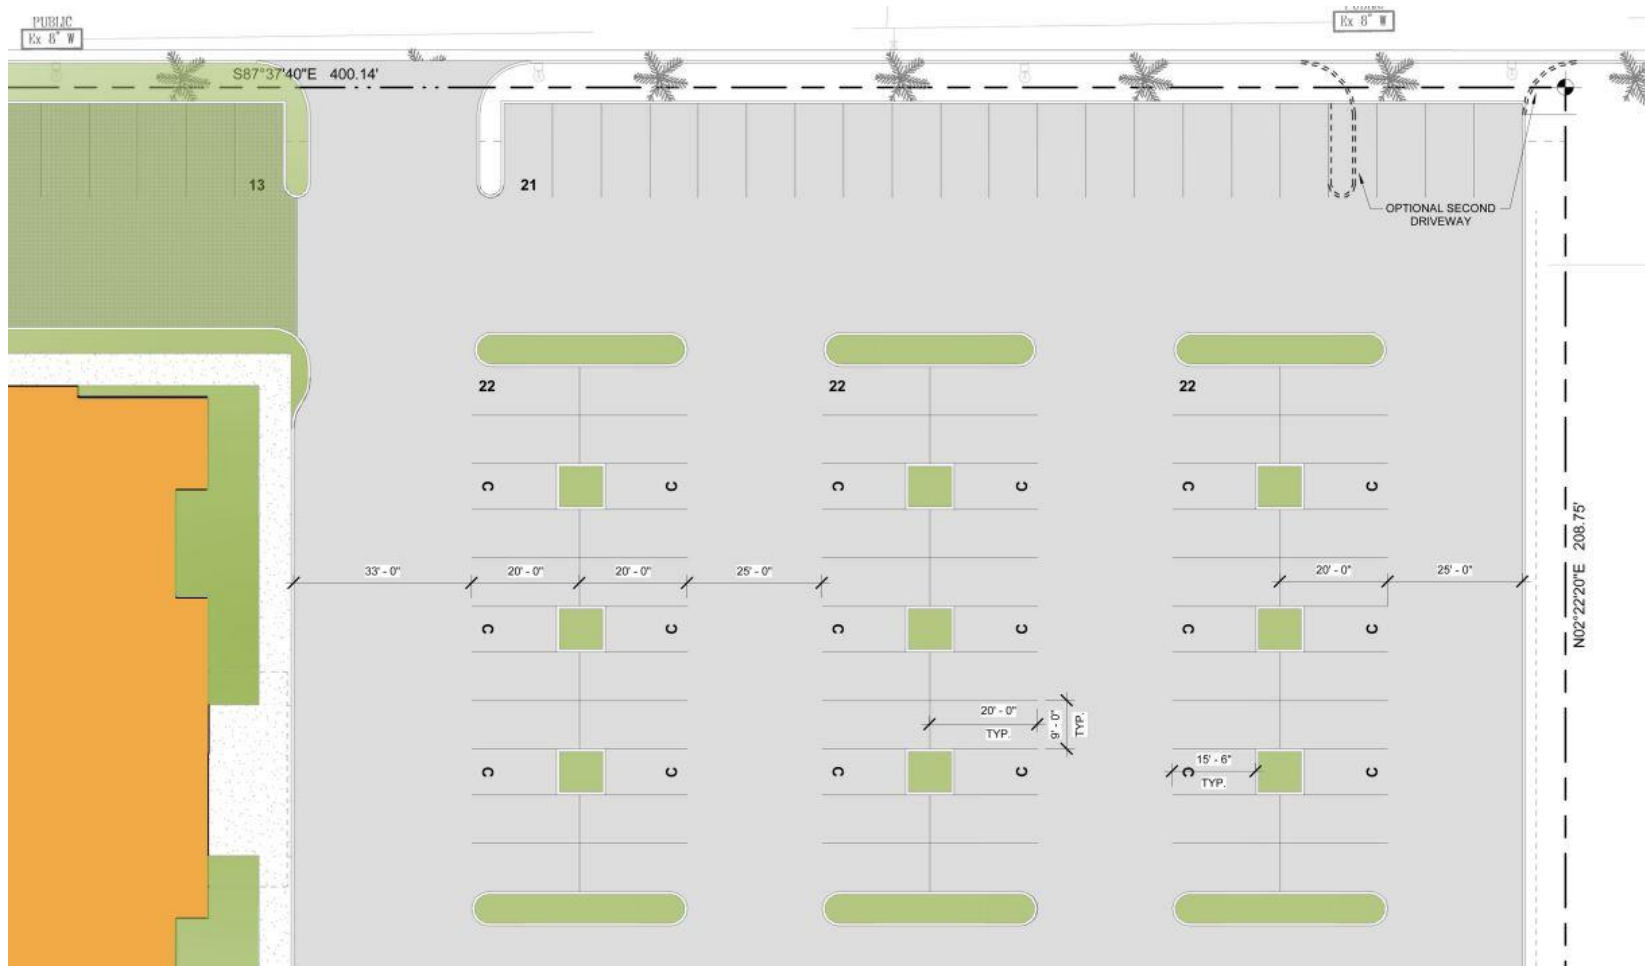 PUBLIC
Ex 8" W
Ex 8" W
S87°37'40"E 400.14'
13
21
OPTIONAL SECOND
DRIVEWAY
22
22
22
C
C
C
C
C
C
33' - 0"
20' - 0"
20' - 0"
25' - 0"
20' - 0"
25' - 0"
N02°22'20"E 208.75'
C
C
C
C
C
C
20' - 0"
TYP.
9' - 0"
TYP.
C
C
C
C
C
C
15' - 6"
TYP.